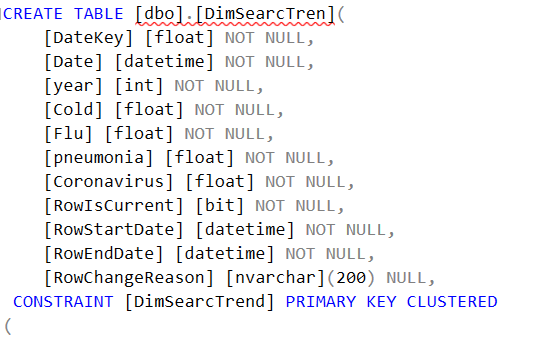 CREATE TABLE [dbo].[DimSearcTren](
[DateKey] [float] NOT NULL,
[Date] [datetime] NOT NULL,
[year] [int] NOT NULL,
[Cold] [float] NOT NULL,
[Flu] [float] NOT NULL,
[pneumonia] [float] NOT NULL,
[Coronavirus] [float] NOT NULL,
[RowIsCurrent] [bit] NOT NULL,
[RowStartDate] [datetime] NOT NULL,
[RowEndDate] [datetime] NOT NULL,
[RowChangeReason] [nvarchar](200) NULL,
CONSTRAINT [DimSearcTrend] PRIMARY KEY CLUSTERED
(